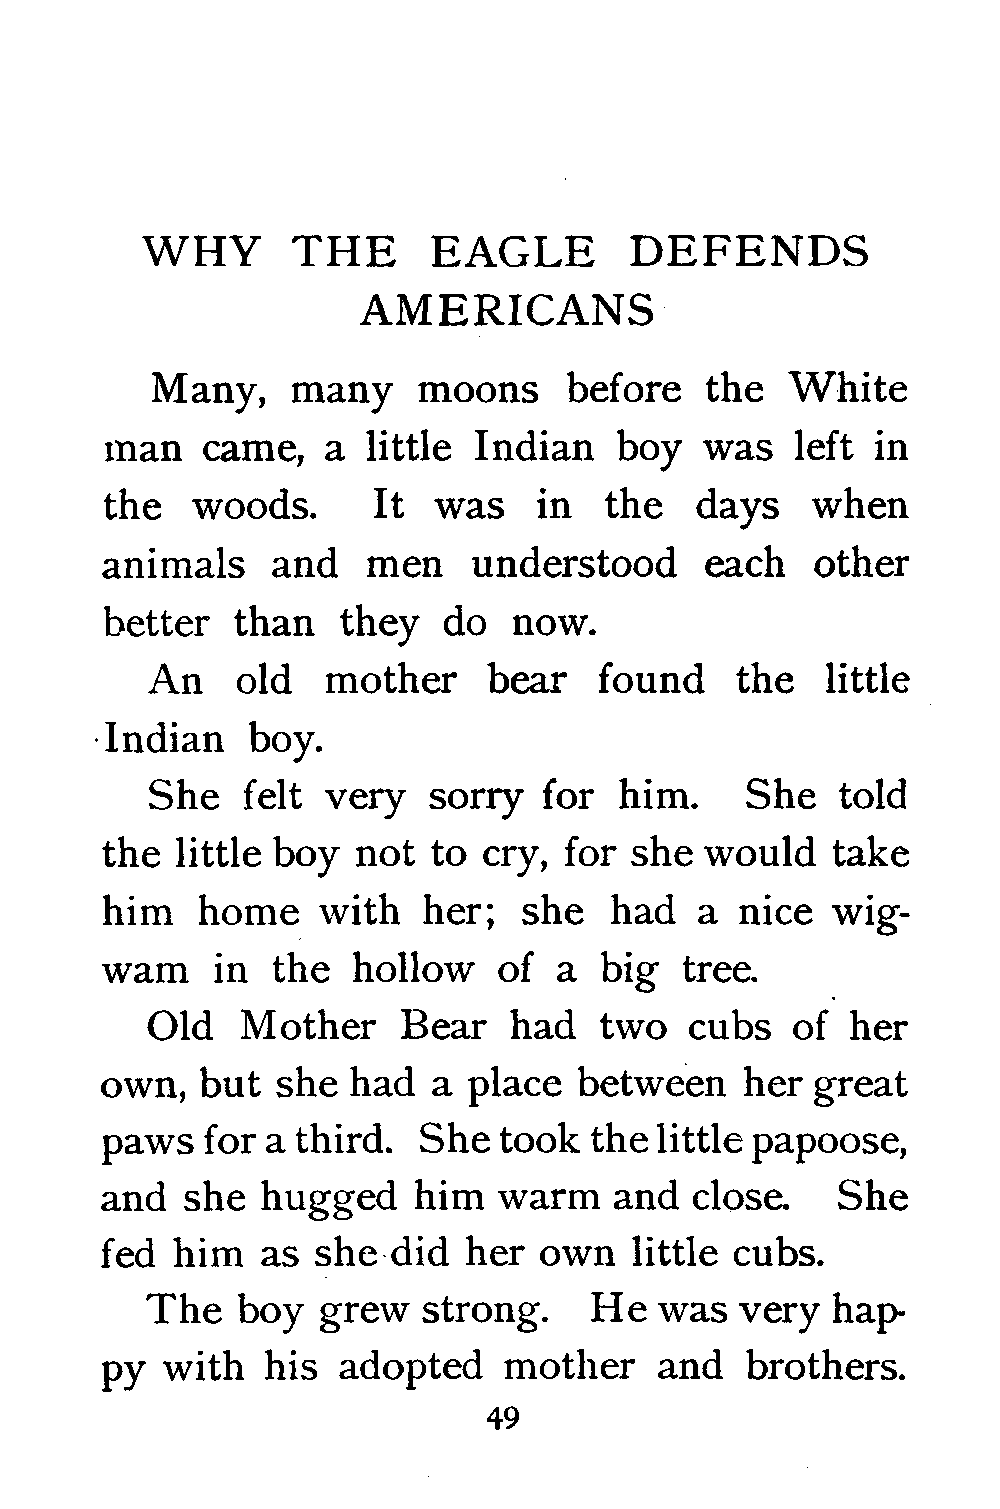 WHY THE EAGLE DEFENDS
AMERICANS
Many, many moons before the White
man came, a little Indian boy was left in
the woods. It was in the days when
animals and men understood each other
better than they do now.
An old mother bear found the little
Indian boy.
She felt very sorry for him. She told
the little boy not to cry, for she would take
him home with her; she had a nice wig-
wam in the hollow of a big tree.
Old Mother Bear had two cubs of her
own, but she had a place between her great
paws for a third. She took the little papoose,
and she hugged him warm and close. She
fed him as she did her own little cubs.
The boy grew strong. He was very hap-
py with his adopted mother and brothers.
49